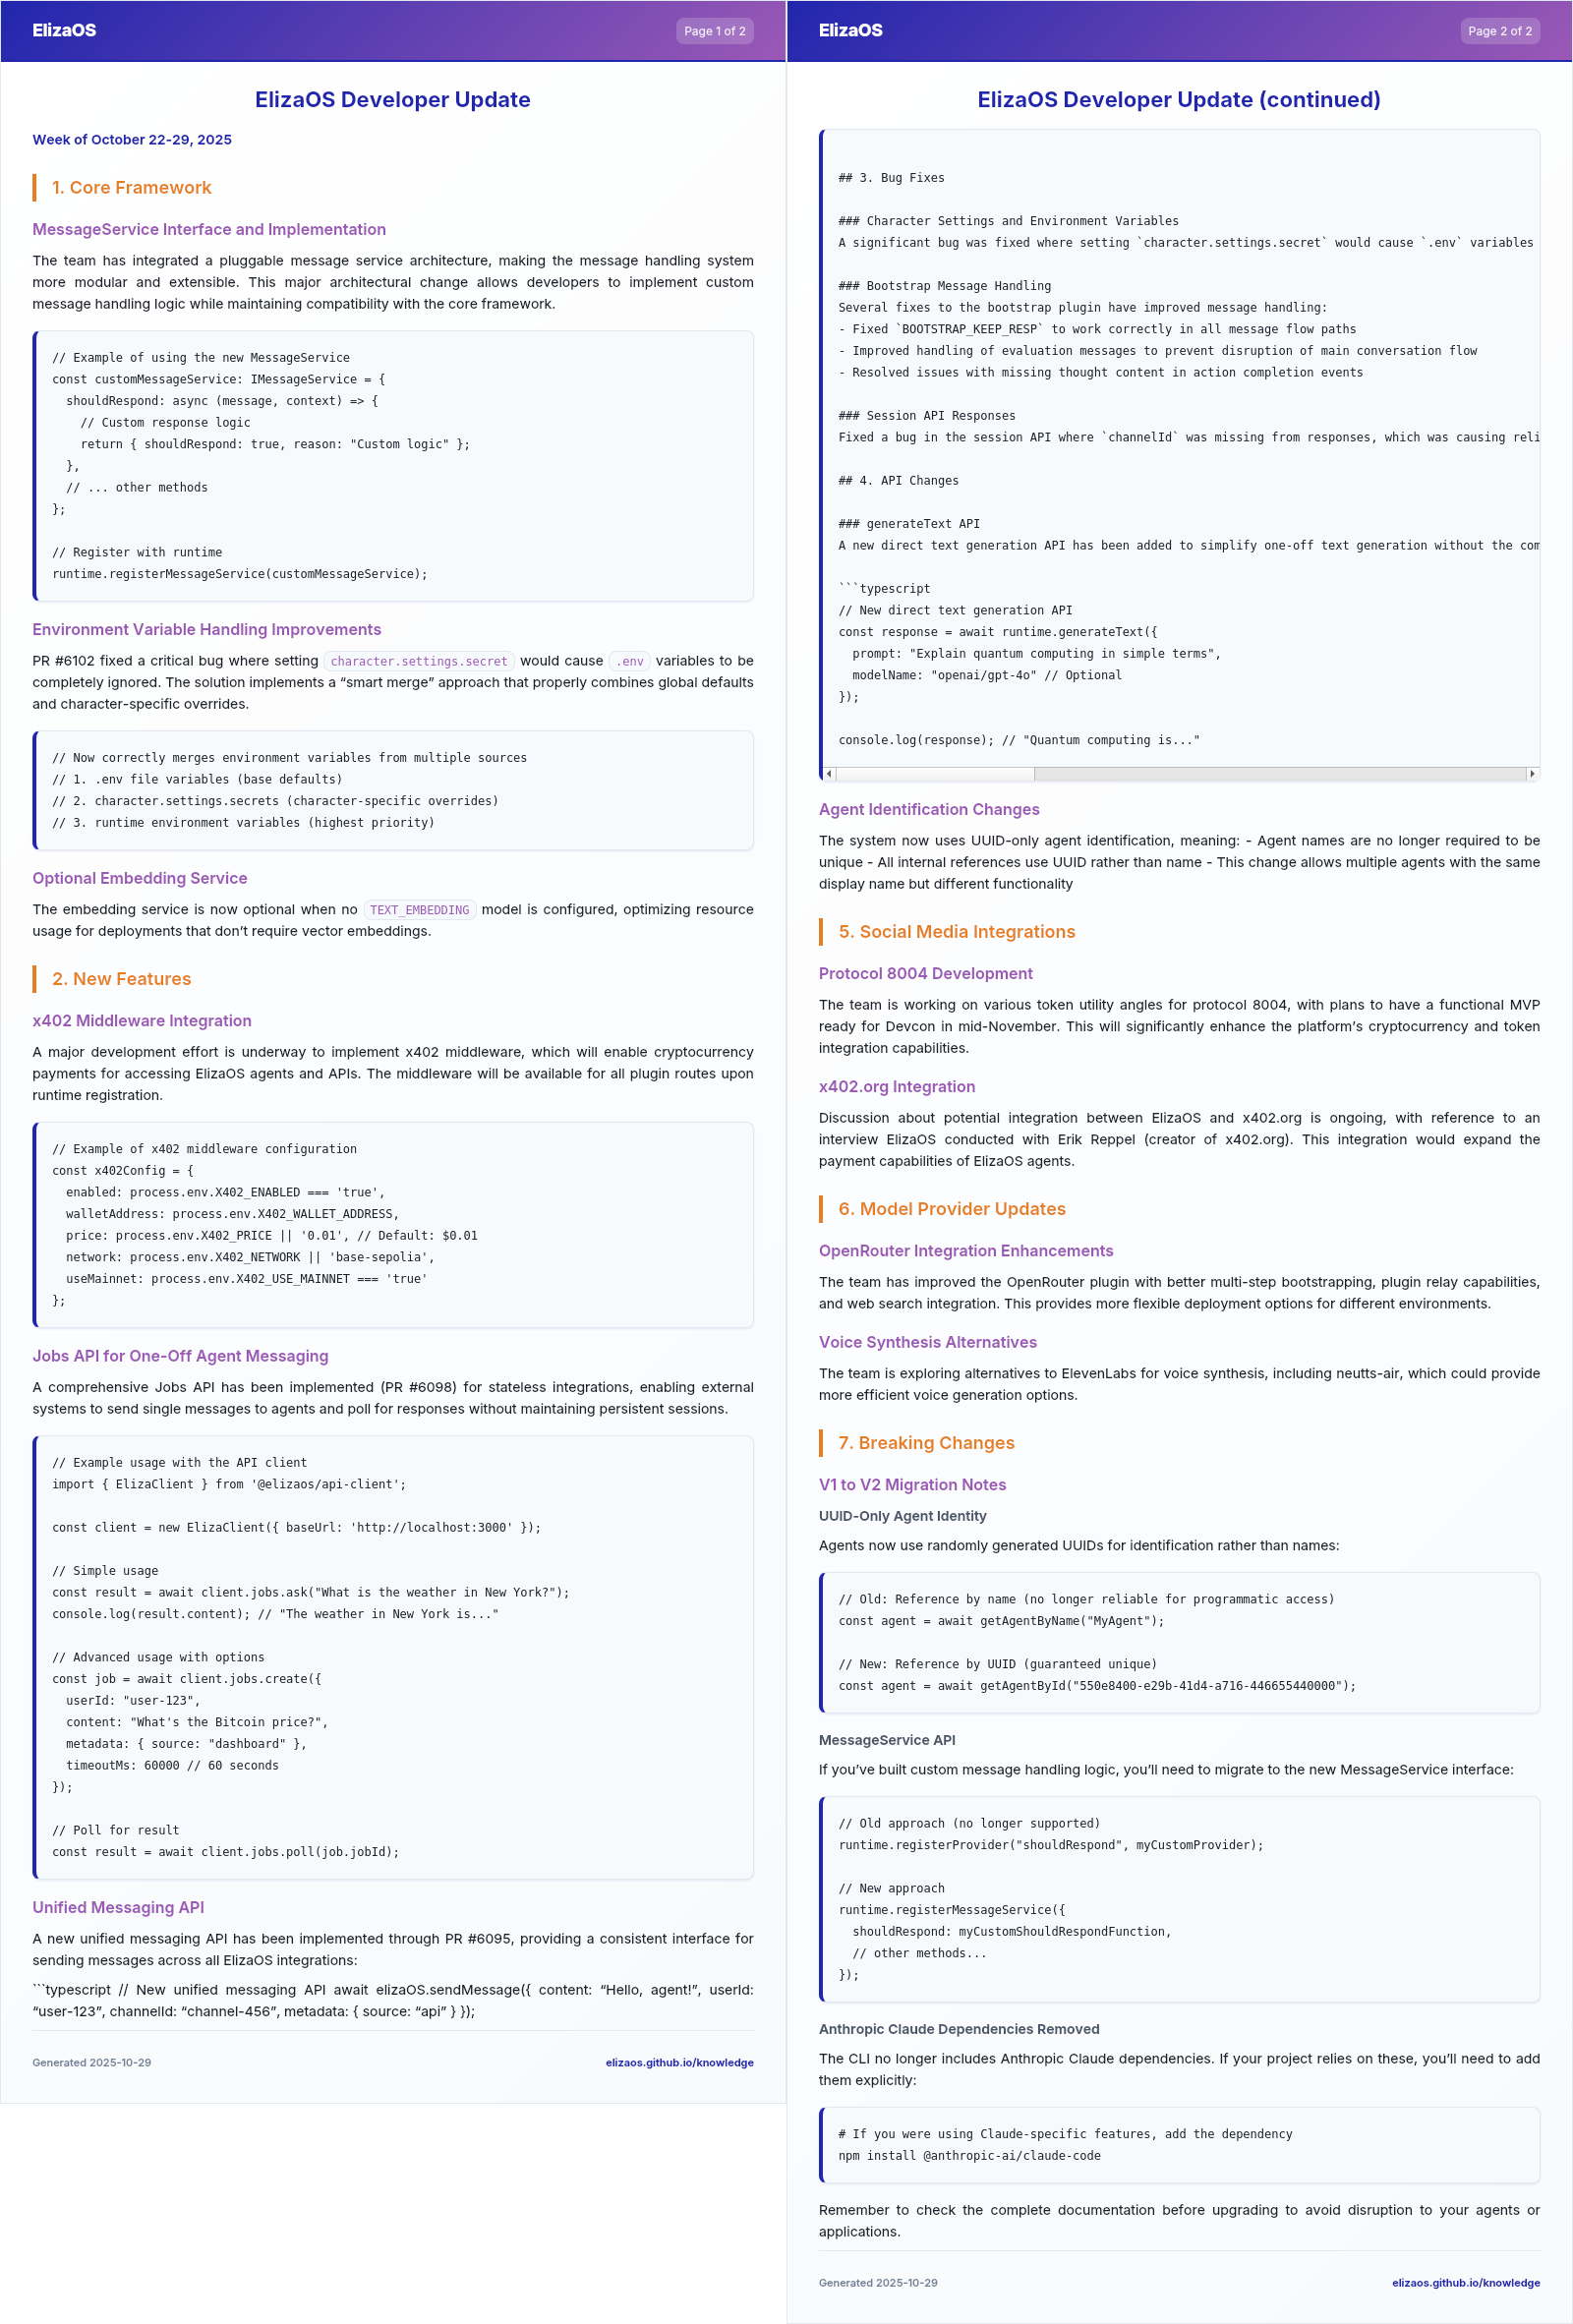 ElizaOS
Page 1 of 2
ElizaOS Developer Update
Week of October 22-29, 2025
1. Core Framework
MessageService Interface and Implementation
The team has integrated a pluggable message service architecture, making the message handling system
more modular and extensible. This major architectural change allows developers to implement custom
message handling logic while maintaining compatibility with the core framework.
// Example of using the new MessageService
const customMessageService: IMessageService = {
  shouldRespond: async (message, context) => {
    // Custom response logic
    return { shouldRespond: true, reason: "Custom logic" };
  },
  // ... other methods
};
// Register with runtime
runtime.registerMessageService(customMessageService);
Environment Variable Handling Improvements
PR #6102 fixed a critical bug where setting character.settings.secret would cause .env variables to be
completely ignored. The solution implements a “smart merge” approach that properly combines global defaults
and character-specific overrides.
// Now correctly merges environment variables from multiple sources
// 1. .env file variables (base defaults)
// 2. character.settings.secrets (character-specific overrides)
// 3. runtime environment variables (highest priority)
Optional Embedding Service
The embedding service is now optional when no TEXT_EMBEDDING model is configured, optimizing resource
usage for deployments that don’t require vector embeddings.
2. New Features
x402 Middleware Integration
A major development effort is underway to implement x402 middleware, which will enable cryptocurrency
payments for accessing ElizaOS agents and APIs. The middleware will be available for all plugin routes upon
runtime registration.
// Example of x402 middleware configuration
const x402Config = {
  enabled: process.env.X402_ENABLED === 'true',
  walletAddress: process.env.X402_WALLET_ADDRESS,
  price: process.env.X402_PRICE || '0.01', // Default: $0.01
  network: process.env.X402_NETWORK || 'base-sepolia',
  useMainnet: process.env.X402_USE_MAINNET === 'true'
};
Jobs API for One-Off Agent Messaging
A comprehensive Jobs API has been implemented (PR #6098) for stateless integrations, enabling external
systems to send single messages to agents and poll for responses without maintaining persistent sessions.
// Example usage with the API client
import { ElizaClient } from '@elizaos/api-client';
const client = new ElizaClient({ baseUrl: 'http://localhost:3000' });
// Simple usage
const result = await client.jobs.ask("What is the weather in New York?");
console.log(result.content); // "The weather in New York is..."
// Advanced usage with options
const job = await client.jobs.create({
  userId: "user-123",
  content: "What's the Bitcoin price?",
  metadata: { source: "dashboard" },
  timeoutMs: 60000 // 60 seconds
});
// Poll for result
const result = await client.jobs.poll(job.jobId);
Unified Messaging API
A new unified messaging API has been implemented through PR #6095, providing a consistent interface for
sending messages across all ElizaOS integrations:
```typescript // New unified messaging API await elizaOS.sendMessage({ content: “Hello, agent!”, userId:
“user-123”, channelId: “channel-456”, metadata: { source: “api” } });
Generated 2025-10-29
elizaos.github.io/knowledge
ElizaOS
Page 2 of 2
ElizaOS Developer Update (continued)
## 3. Bug Fixes
### Character Settings and Environment Variables
A significant bug was fixed where setting `character.settings.secret` would cause `.env` variables
### Bootstrap Message Handling
Several fixes to the bootstrap plugin have improved message handling:
- Fixed `BOOTSTRAP_KEEP_RESP` to work correctly in all message flow paths
- Improved handling of evaluation messages to prevent disruption of main conversation flow
- Resolved issues with missing thought content in action completion events
### Session API Responses
Fixed a bug in the session API where `channelId` was missing from responses, which was causing reli
## 4. API Changes
### generateText API
A new direct text generation API has been added to simplify one-off text generation without the com
```typescript
// New direct text generation API
const response = await runtime.generateText({
  prompt: "Explain quantum computing in simple terms",
  modelName: "openai/gpt-4o" // Optional
});
console.log(response); // "Quantum computing is..."
Agent Identification Changes
The system now uses UUID-only agent identification, meaning: - Agent names are no longer required to be
unique - All internal references use UUID rather than name - This change allows multiple agents with the same
display name but different functionality
5. Social Media Integrations
Protocol 8004 Development
The team is working on various token utility angles for protocol 8004, with plans to have a functional MVP
ready for Devcon in mid-November. This will significantly enhance the platform’s cryptocurrency and token
integration capabilities.
x402.org Integration
Discussion about potential integration between ElizaOS and x402.org is ongoing, with reference to an
interview ElizaOS conducted with Erik Reppel (creator of x402.org). This integration would expand the
payment capabilities of ElizaOS agents.
6. Model Provider Updates
OpenRouter Integration Enhancements
The team has improved the OpenRouter plugin with better multi-step bootstrapping, plugin relay capabilities,
and web search integration. This provides more flexible deployment options for different environments.
Voice Synthesis Alternatives
The team is exploring alternatives to ElevenLabs for voice synthesis, including neutts-air, which could provide
more efficient voice generation options.
7. Breaking Changes
V1 to V2 Migration Notes
UUID-Only Agent Identity
Agents now use randomly generated UUIDs for identification rather than names:
// Old: Reference by name (no longer reliable for programmatic access)
const agent = await getAgentByName("MyAgent");
// New: Reference by UUID (guaranteed unique)
const agent = await getAgentById("550e8400-e29b-41d4-a716-446655440000");
MessageService API
If you’ve built custom message handling logic, you’ll need to migrate to the new MessageService interface:
// Old approach (no longer supported)
runtime.registerProvider("shouldRespond", myCustomProvider);
// New approach
runtime.registerMessageService({
  shouldRespond: myCustomShouldRespondFunction,
  // other methods...
});
Anthropic Claude Dependencies Removed
The CLI no longer includes Anthropic Claude dependencies. If your project relies on these, you’ll need to add
them explicitly:
# If you were using Claude-specific features, add the dependency
npm install @anthropic-ai/claude-code
Remember to check the complete documentation before upgrading to avoid disruption to your agents or
applications.
Generated 2025-10-29
elizaos.github.io/knowledge